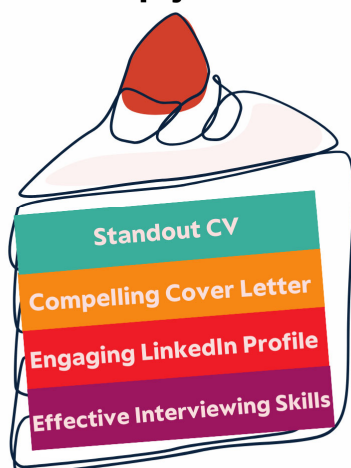 Standout CV
Compelling Cover Letter
Engaging LinkedIn Profile
Effective Interviewing Skills